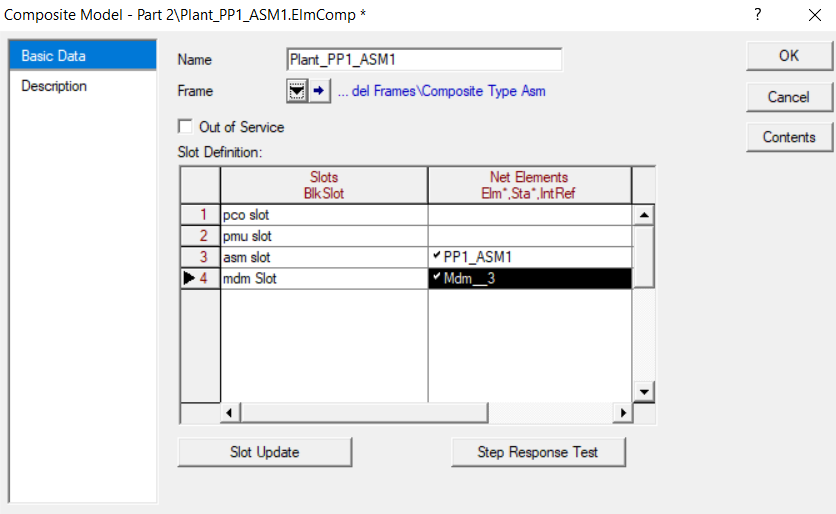 Composite Model - Part 2\Plant_PP1_ASM1.ElmComp *
?
Basic Data
Description
Name
Plant_PP1_ASM1
OK
Frame
... del Frames\Composite Type Asm
Cancel
Out of Service
Contents
Slot Definition:
Slots
BlkSlot
Net Elements
Elm*,Sta*,IntRef
1 pco slot
2 pmu slot
3 asm slot PP1_ASM1
4 mdm Slot Mdm__3
Slot Update
Step Response Test